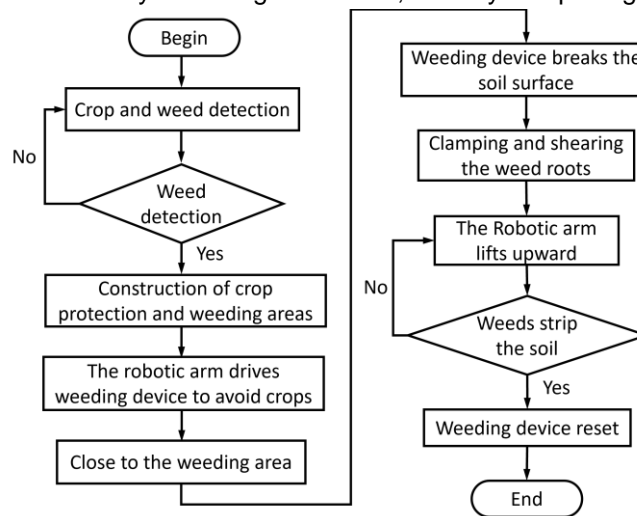 Begin
Crop and weed detection
No
Weed
detection
Yes
Construction of crop
protection and weeding areas
The robotic arm drives
weeding device to avoid crops
Close to the weeding area
Weeding device breaks the
soil surface
Clamping and shearing
the weed roots
The Robotic arm
lifts upward
No
Weeds strip
the soil
Yes
Weeding device reset
End